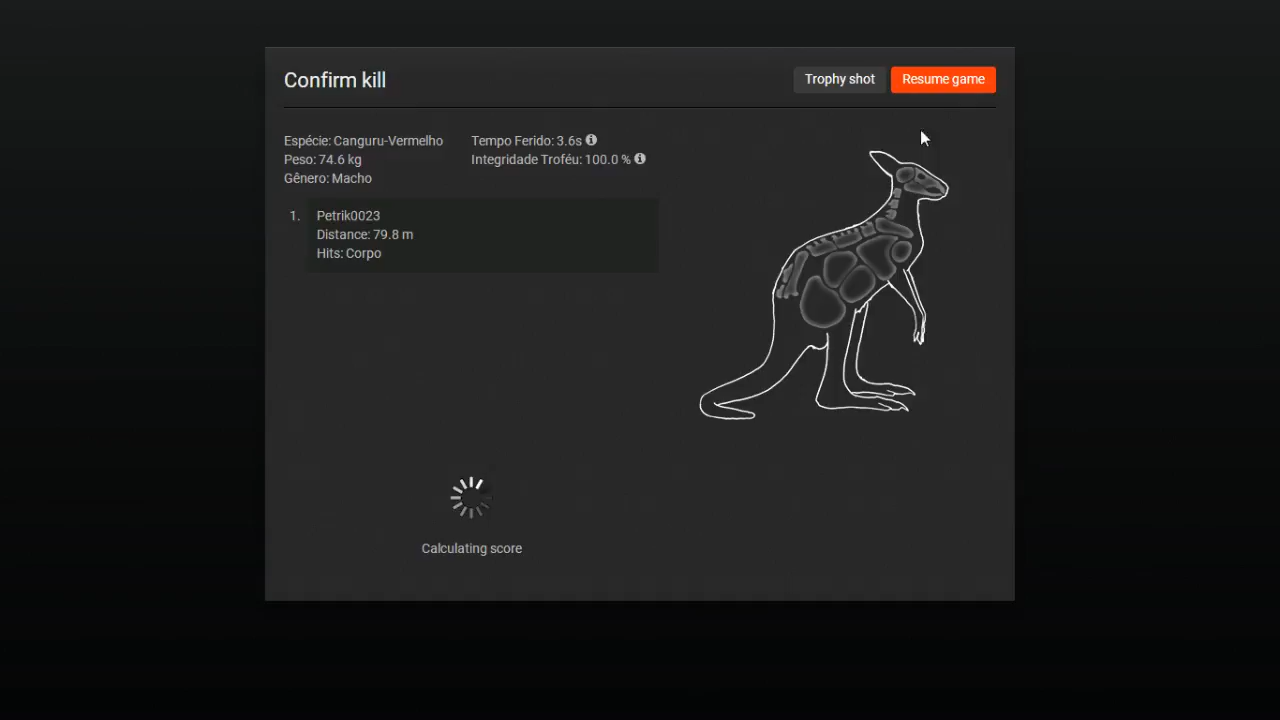 Confirm kill
Trophy shot
Resume game
Espécie: Canguru-Vermelho
Peso: 74.6 kg
Gênero: Macho
Tempo Ferido: 3.6s
Integridade Troféu: 100.0 %
1. Petrik0023
Distance: 79.8 m
Hits: Corpo
Calculating score